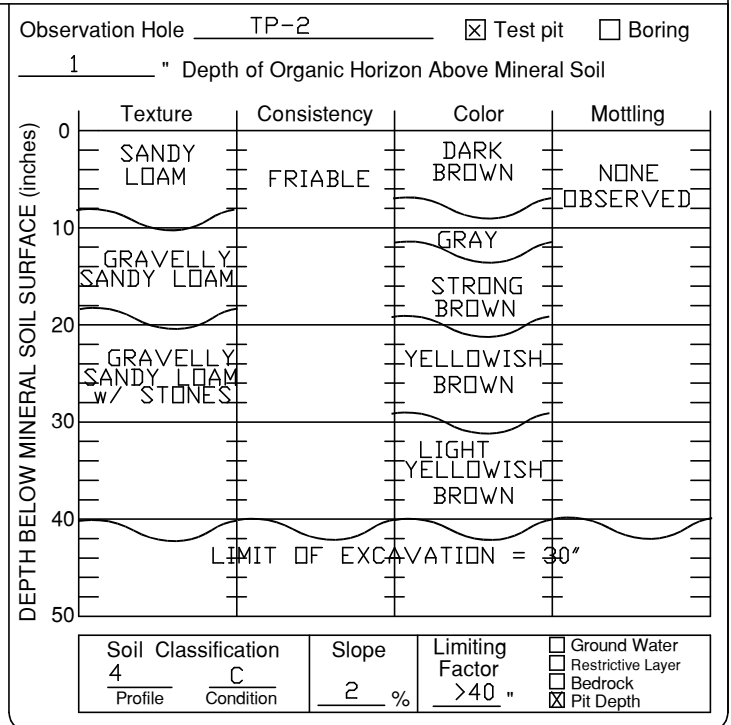 Observation Hole TP-2 ☒ Test pit ☐ Boring
1 " Depth of Organic Horizon Above Mineral Soil
DEPTH BELOW MINERAL SOIL SURFACE (inches)
Texture Consistency Color Mottling
0
10
20
30
40
50
SANDY
LOAM
GRAVELLY
SANDY LOAM
GRAVELLY
SANDY LOAM
w/ STONES
FRIABLE
DARK
BROWN
GRAY
STRONG
BROWN
YELLOWISH
BROWN
LIGHT
YELLOWISH
BROWN
NONE
OBSERVED
LIMIT OF EXCAVATION = 30"
Soil Classification
4 C
Profile Condition
Slope
2 %
Limiting
Factor
>40 "
☐ Ground Water
☐ Restrictive Layer
☐ Bedrock
☒ Pit Depth